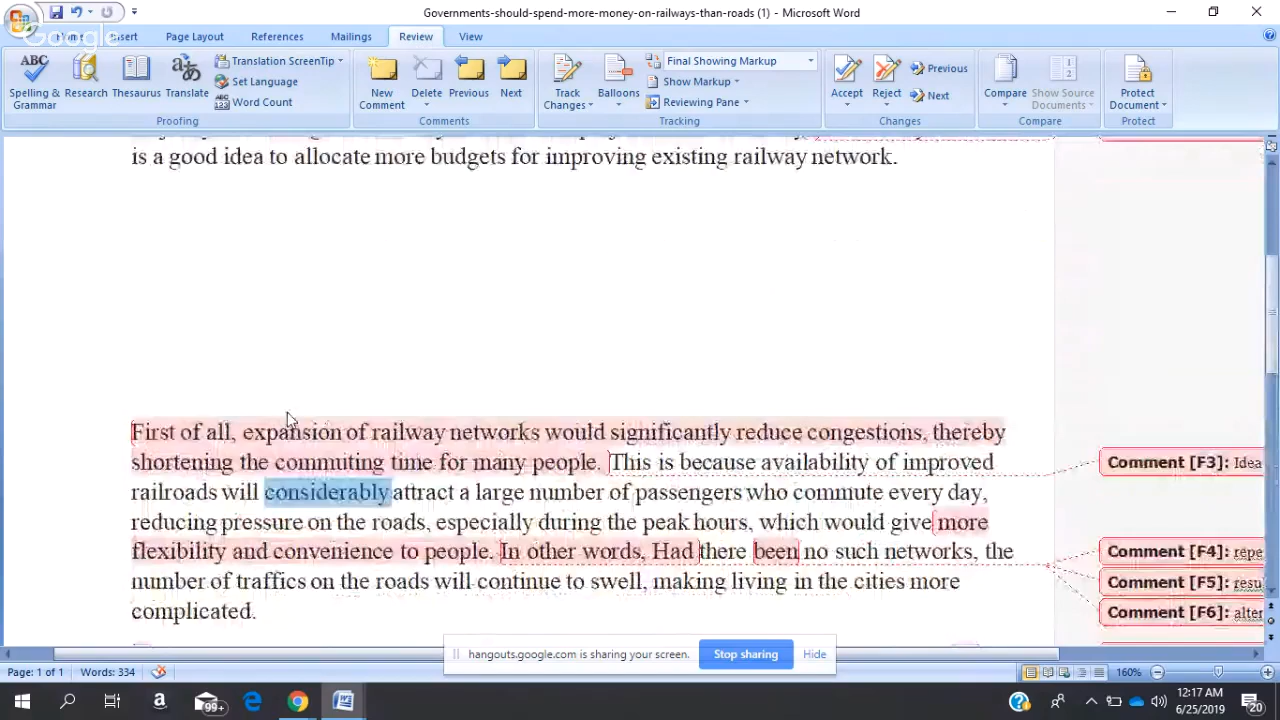 Governments-should-spend-more-money-on-railways-than-roads (1) - Microsoft Word
Google
Home Insert Page Layout References Mailings Review View
Spelling & Grammar
Research
Thesaurus
Translate
Translation ScreenTip
Set Language
Word Count
Proofing
New Comment
Delete
Previous
Next
Comments
Track Changes
Balloons
Final Showing Markup
Show Markup
Reviewing Pane
Tracking
Accept
Reject
Previous
Next
Changes
Compare
Show Source Documents
Compare
Protect Document
Protect
is a good idea to allocate more budgets for improving existing railway network.
First of all, expansion of railway networks would significantly reduce congestions, thereby
shortening the commuting time for many people. This is because availability of improved
railroads will considerably attract a large number of passengers who commute every day,
reducing pressure on the roads, especially during the peak hours, which would give more
flexibility and convenience to people. In other words, Had there been no such networks, the
number of traffics on the roads will continue to swell, making living in the cities more
complicated.
Comment [F3]: Idea
Comment [F4]: repe
Comment [F5]: resu
Comment [F6]: alter
hangouts.google.com is sharing your screen. Stop sharing Hide
Page: 1 of 1 Words: 334 160%
99+
12:17 AM
6/25/2019
20